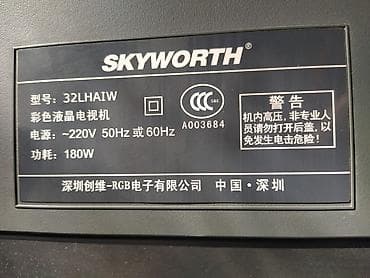 SKYWORTH®
型号: 32LHAIW
彩色液晶电视机
电源: ~220V 50Hz 或 60Hz
功耗: 180W
CCC S&E
A003684
警告
机内高压，非专业人
员请勿打开后盖，以
免发生电击危险！
深圳创维-RGB电子有限公司 中国·深圳